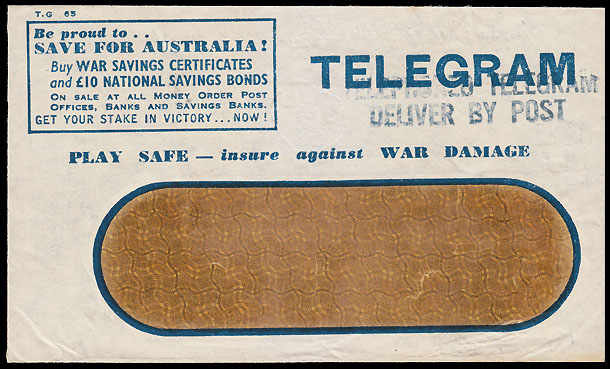 T.G 65
Be proud to . .
SAVE FOR AUSTRALIA!
Buy WAR SAVINGS CERTIFICATES
and £10 NATIONAL SAVINGS BONDS
ON SALE AT ALL MONEY ORDER POST
OFFICES, BANKS AND SAVINGS BANKS.
GET YOUR STAKE IN VICTORY...NOW!
TELEGRAM
TELEGRAM
DELIVER BY POST
PLAY SAFE — insure against WAR DAMAGE